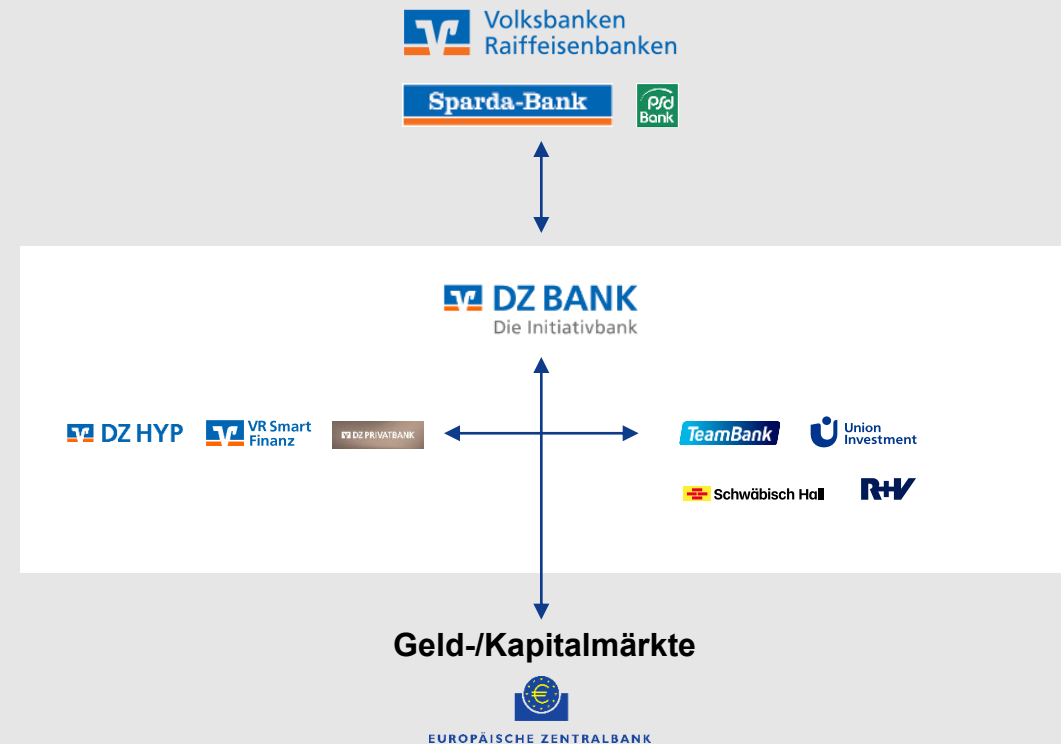 Volksbanken
Raiffeisenbanken
Sparda-Bank
psd
Bank
DZ BANK
Die Initiativbank
DZ HYP
VR Smart
Finanz
DZ PRIVATBANK
TeamBank
Union
Investment
Schwäbisch Hall
R+V
Geld-/Kapitalmärkte
EUROPÄISCHE ZENTRALBANK